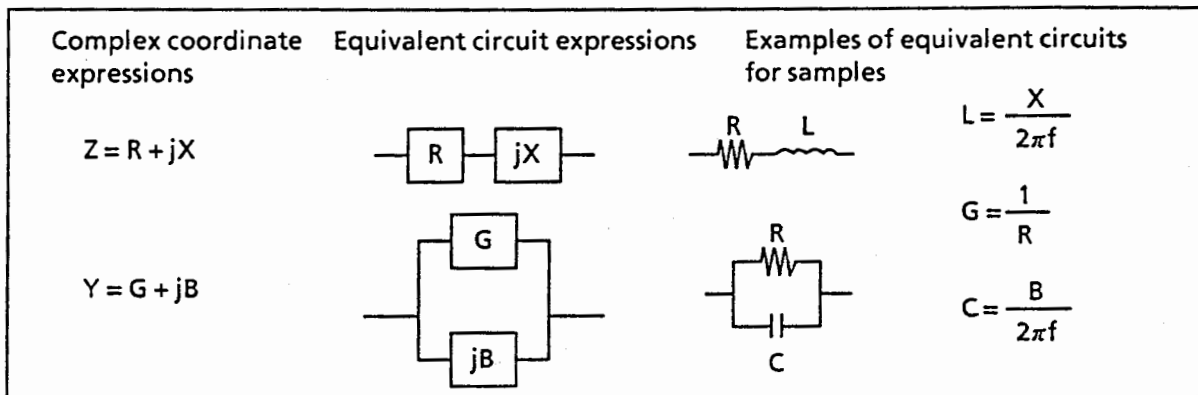 Complex coordinate expressions
Equivalent circuit expressions
Examples of equivalent circuits for samples
Z = R + jX
R
jX
R
L
L = X / 2πf
Y = G + jB
G
jB
R
C
G = 1 / R
C = B / 2πf